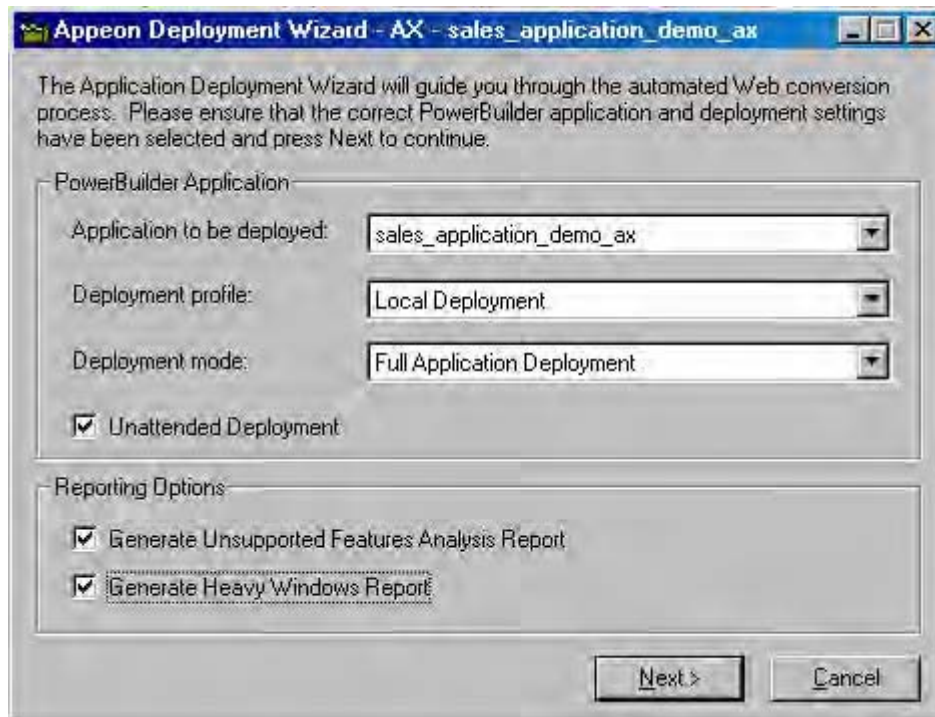 Appeon Deployment Wizard - AX - sales_application_demo_ax
The Application Deployment Wizard will guide you through the automated Web conversion
process. Please ensure that the correct PowerBuilder application and deployment settings
have been selected and press Next to continue.
PowerBuilder Application
Application to be deployed: sales_application_demo_ax
Deployment profile: Local Deployment
Deployment mode: Full Application Deployment
Unattended Deployment
Reporting Options
Generate Unsupported Features Analysis Report
Generate Heavy Windows Report
Next > Cancel